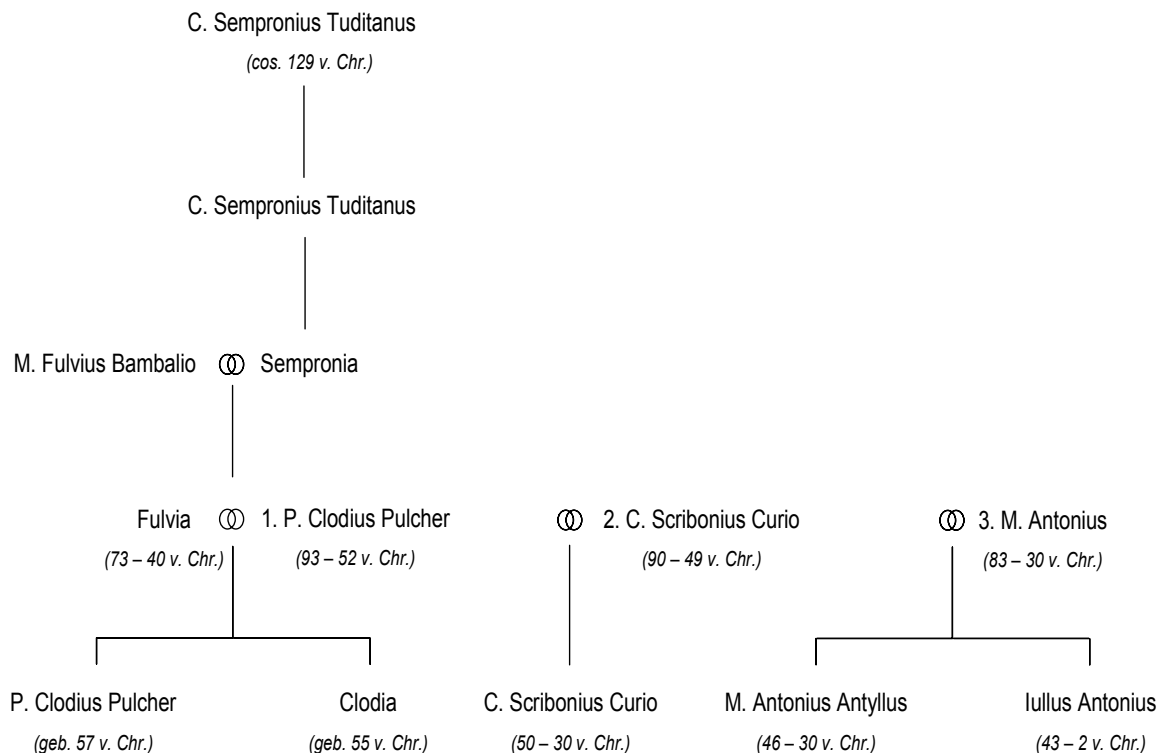 C. Sempronius Tuditanus
(cos. 129 v. Chr.)
C. Sempronius Tuditanus
M. Fulvius Bambalio Sempronia
Fulvia 1. P. Clodius Pulcher 2. C. Scribonius Curio 3. M. Antonius
(73 – 40 v. Chr.) (93 – 52 v. Chr.) (90 – 49 v. Chr.) (83 – 30 v. Chr.)
P. Clodius Pulcher Clodia C. Scribonius Curio M. Antonius Antyllus Iullus Antonius
(geb. 57 v. Chr.) (geb. 55 v. Chr.) (50 – 30 v. Chr.) (46 – 30 v. Chr.) (43 – 2 v. Chr.)